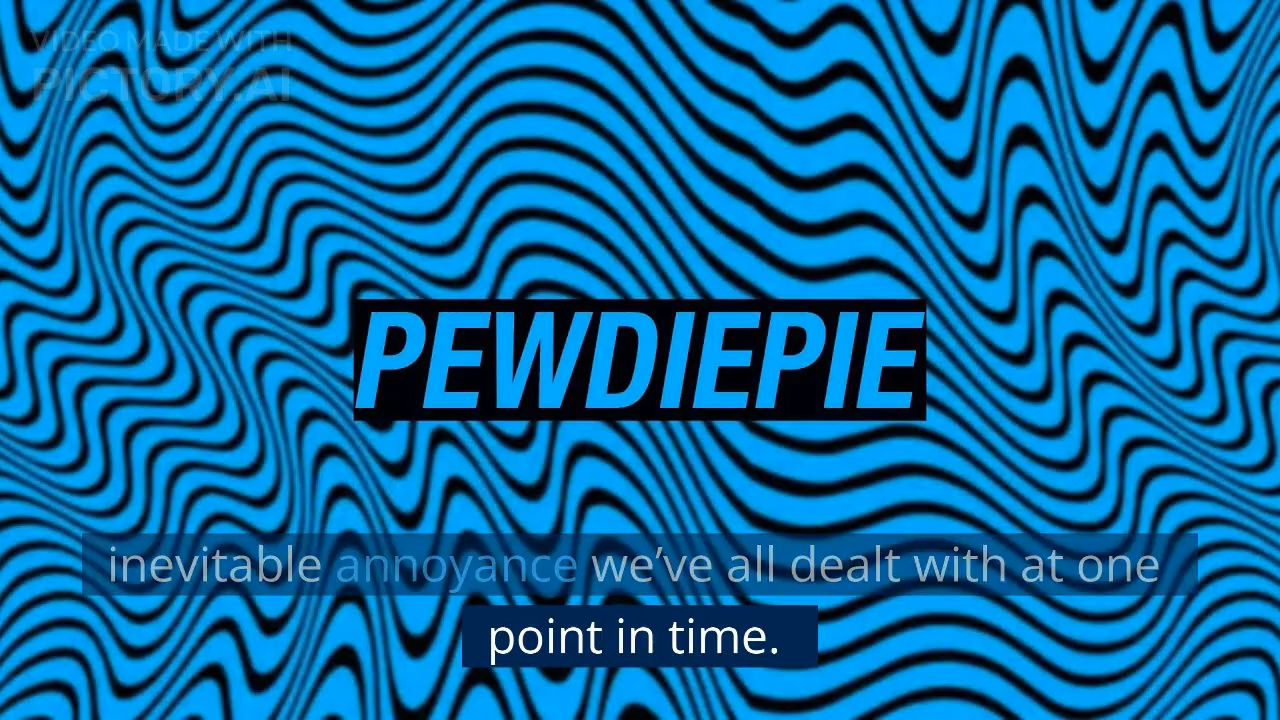 VIDEO MADE WITH
PICTORY.AI
PEWDIEPIE
inevitable annoyance we’ve all dealt with at one
point in time.